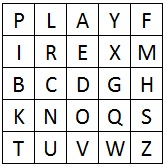 P L A Y F
I R E X M
B C D G H
K N O Q S
T U V W Z